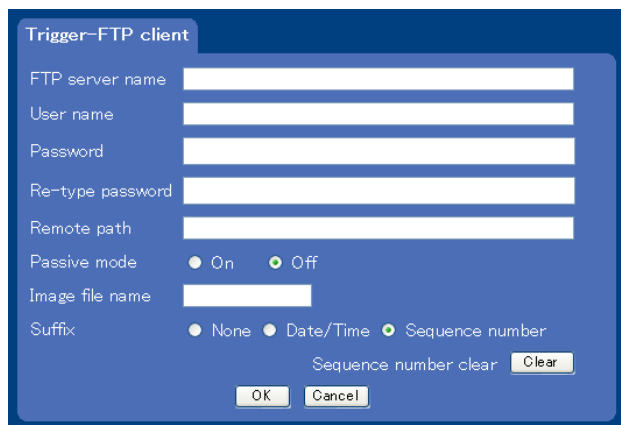 Trigger-FTP client
FTP server name
User name
Password
Re-type password
Remote path
Passive mode On Off
Image file name
Suffix None Date/Time Sequence number
Sequence number clear Clear
OK Cancel